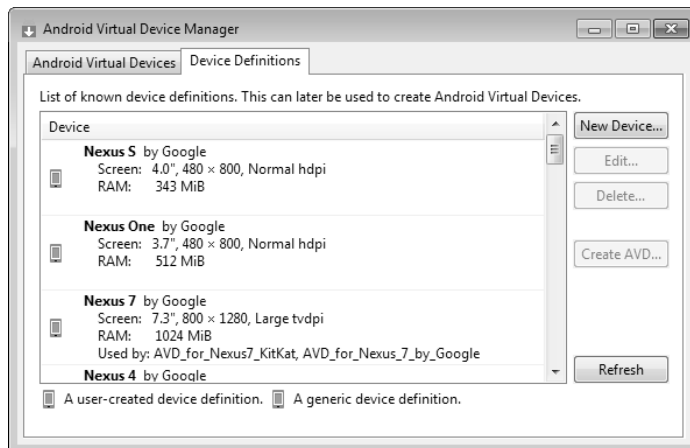 Android Virtual Device Manager
Android Virtual Devices Device Definitions
List of known device definitions. This can later be used to create Android Virtual Devices.
Device
New Device...
Nexus S by Google
Screen: 4.0", 480 × 800, Normal hdpi
RAM: 343 MiB
Edit...
Delete...
Nexus One by Google
Screen: 3.7", 480 × 800, Normal hdpi
RAM: 512 MiB
Create AVD...
Nexus 7 by Google
Screen: 7.3", 800 × 1280, Large tvdpi
RAM: 1024 MiB
Used by: AVD_for_Nexus7_KitKat, AVD_for_Nexus_7_by_Google
Nexus 4 by Google
Refresh
A user-created device definition. A generic device definition.